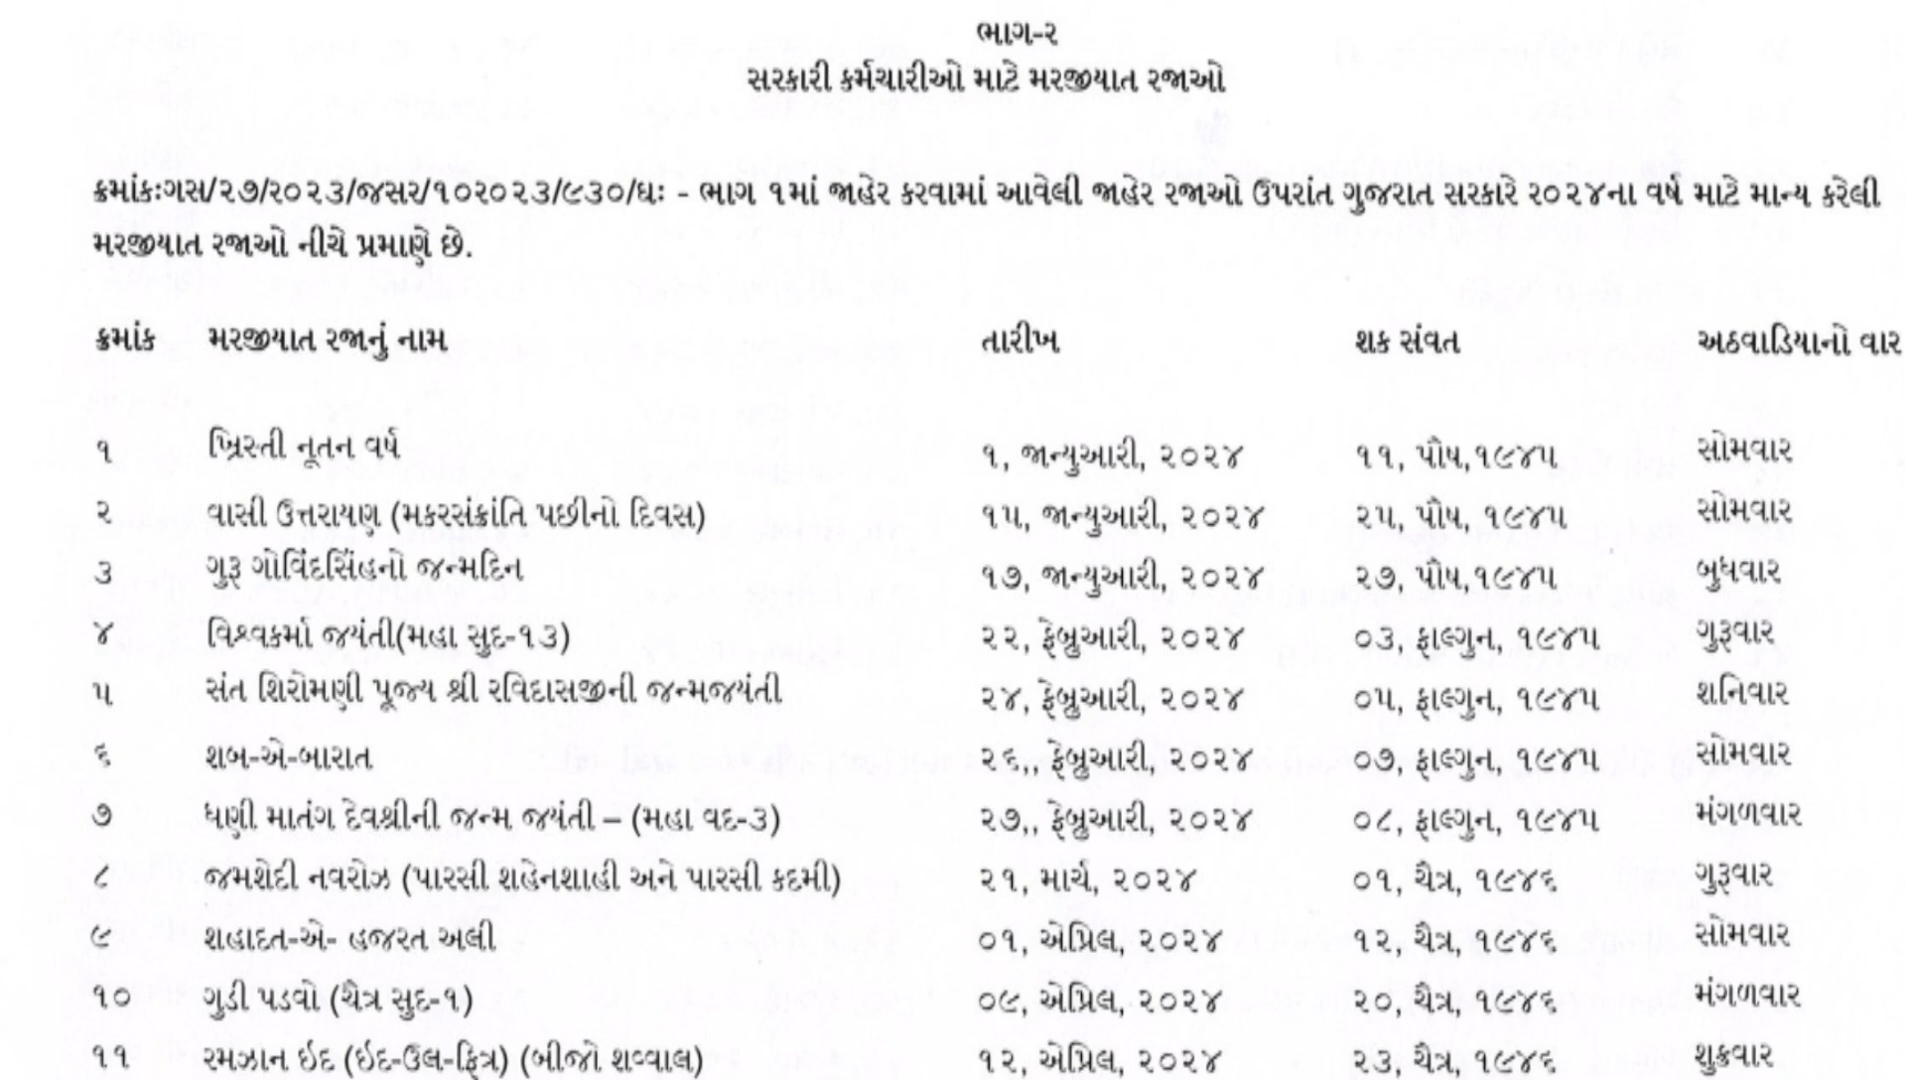 ભાગ-૨
સરકારી કર્મચારીઓ માટે મરજીયાત રજાઓ
ક્રમાંકઃગસ/૨૭/૨૦૨૩/જસર/૧૦૨૦૨૩/૯૩૦/ઘઃ - ભાગ ૧માં જાહેર કરવામાં આવેલી જાહેર રજાઓ ઉપરાંત ગુજરાત સરકારે ૨૦૨૪ના વર્ષ માટે માન્ય કરેલી
મરજીયાત રજાઓ નીચે પ્રમાણે છે.
ક્રમાંક મરજીયાત રજાનું નામ તારીખ શક સંવત અઠવાડિયાનો વાર
૧ ખ્રિસ્તી નૂતન વર્ષ ૧, જાન્યુઆરી, ૨૦૨૪ ૧૧, પૌષ,૧૯૪૫ સોમવાર
૨ વાસી ઉત્તરાયણ (મકરસંક્રાંતિ પછીનો દિવસ) ૧૫, જાન્યુઆરી, ૨૦૨૪ ૨૫, પૌષ, ૧૯૪૫ સોમવાર
૩ ગુરૂ ગોવિંદસિંહનો જન્મદિન ૧૭, જાન્યુઆરી, ૨૦૨૪ ૨૭, પૌષ,૧૯૪૫ બુધવાર
૪ વિશ્વકર્મા જયંતી(મહા સુદ-૧૩) ૨૨, ફેબ્રુઆરી, ૨૦૨૪ ૦૩, ફાલ્ગુન, ૧૯૪૫ ગુરૂવાર
૫ સંત શિરોમણી પૂજ્ય શ્રી રવિદાસજીની જન્મજયંતી ૨૪, ફેબ્રુઆરી, ૨૦૨૪ ૦૫, ફાલ્ગુન, ૧૯૪૫ શનિવાર
૬ શબ-એ-બારાત ૨૬,, ફેબ્રુઆરી, ૨૦૨૪ ૦૭, ફાલ્ગુન, ૧૯૪૫ સોમવાર
૭ ધણી માતંગ દેવશ્રીની જન્મ જયંતી – (મહા વદ-૩) ૨૭,, ફેબ્રુઆરી, ૨૦૨૪ ૦૮, ફાલ્ગુન, ૧૯૪૫ મંગળવાર
૮ જમશેદી નવરોઝ (પારસી શહેનશાહી અને પારસી કદમી) ૨૧, માર્ચ, ૨૦૨૪ ૦૧, ચૈત્ર, ૧૯૪૬ ગુરૂવાર
૯ શહાદત-એ- હજરત અલી ૦૧, એપ્રિલ, ૨૦૨૪ ૧૨, ચૈત્ર, ૧૯૪૬ સોમવાર
૧૦ ગુડી પડવો (ચૈત્ર સુદ-૧) ૦૯, એપ્રિલ, ૨૦૨૪ ૨૦, ચૈત્ર, ૧૯૪૬ મંગળવાર
૧૧ રમઝાન ઇદ (ઇદ-ઉલ-ફિત્ર) (બીજો શવ્વાલ) ૧૨, એપ્રિલ, ૨૦૨૪ ૨૩, ચૈત્ર, ૧૯૪૬ શુક્રવાર